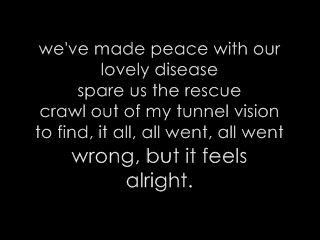 we've made peace with our
lovely disease
spare us the rescue
crawl out of my tunnel vision
to find, it all, all went, all went
wrong, but it feels
alright.